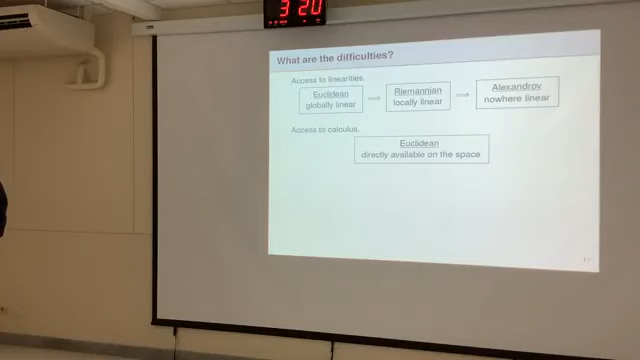 3 20
What are the difficulties?
Access to linearities.
Euclidean
globally linear
⟹
Riemannian
locally linear
⟹
Alexandrov
nowhere linear
Access to calculus.
Euclidean
directly available on the space